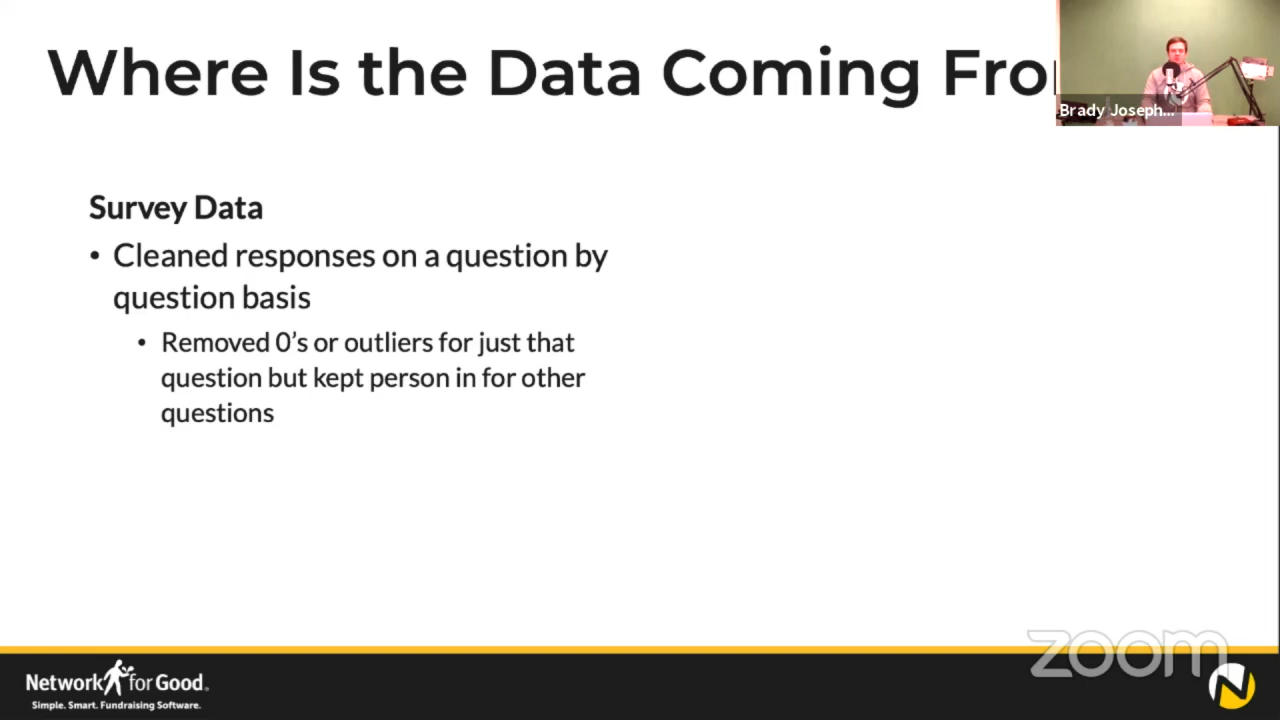 Where Is the Data Coming Fro
Brady Joseph...
Survey Data
• Cleaned responses on a question by
question basis
• Removed 0's or outliers for just that
question but kept person in for other
questions
zoom
Network for Good.
Simple. Smart. Fundraising Software.
N